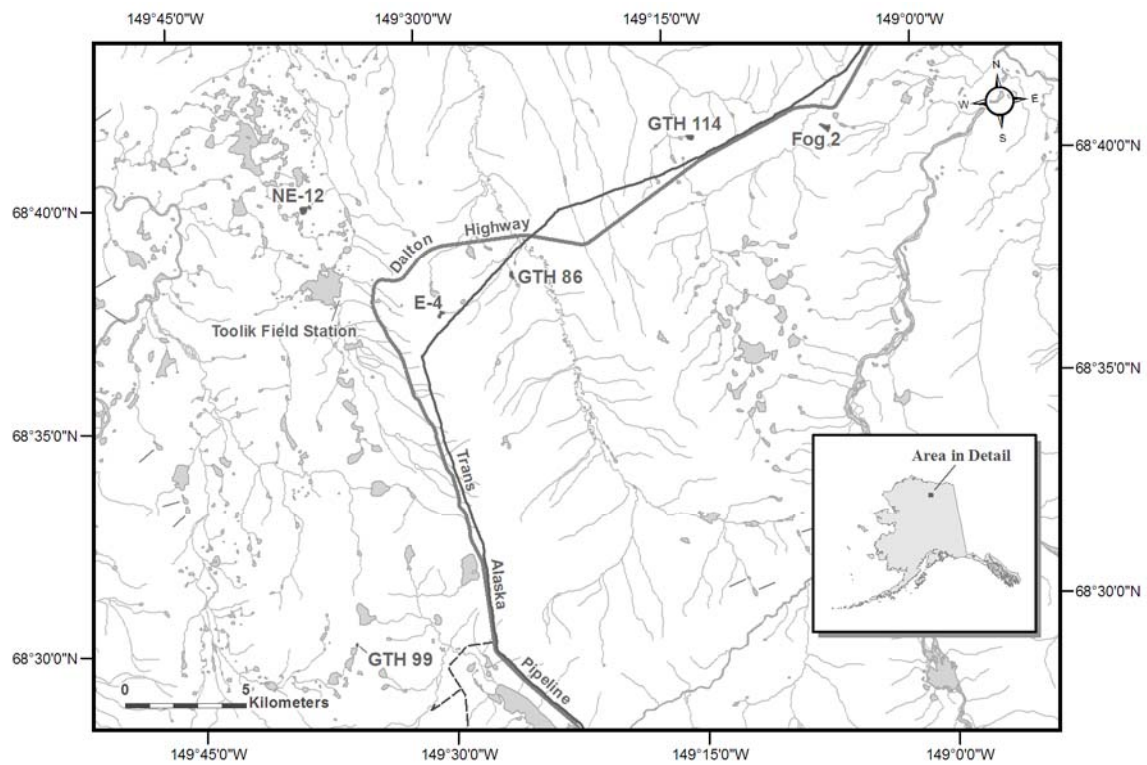 149°45'0"W
149°30'0"W
149°15'0"W
149°0'0"W
N
W
E
S
GTH 114
Fog 2
68°40'0"N
NE-12
68°40'0"N
Highway
Dalton
GTH 86
E-4
Toolik Field Station
68°35'0"N
68°35'0"N
Area in Detail
Trans
Alaska
68°30'0"N
68°30'0"N
GTH 99
Pipeline
0
5
Kilometers
149°45'0"W
149°30'0"W
149°15'0"W
149°0'0"W